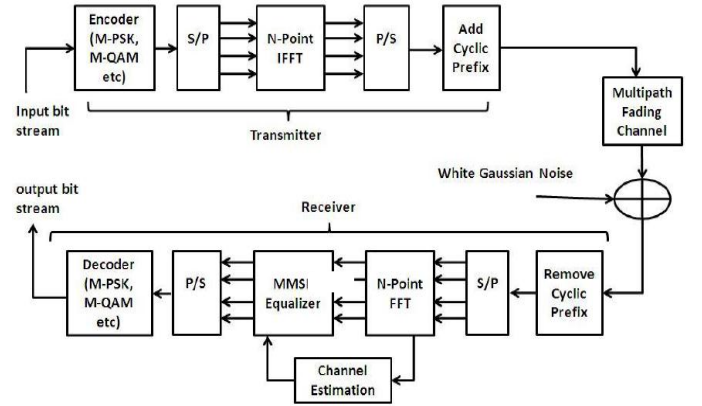 Encoder
(M-PSK,
M-QAM
etc)
S/P
N-Point
IFFT
P/S
Add
Cyclic
Prefix
Input bit
stream
Transmitter
Multipath
Fading
Channel
White Gaussian Noise
output bit
stream
Receiver
Decoder
(M-PSK,
M-QAM
etc)
P/S
MMSI
Equalizer
N-Point
FFT
S/P
Remove
Cyclic
Prefix
Channel
Estimation